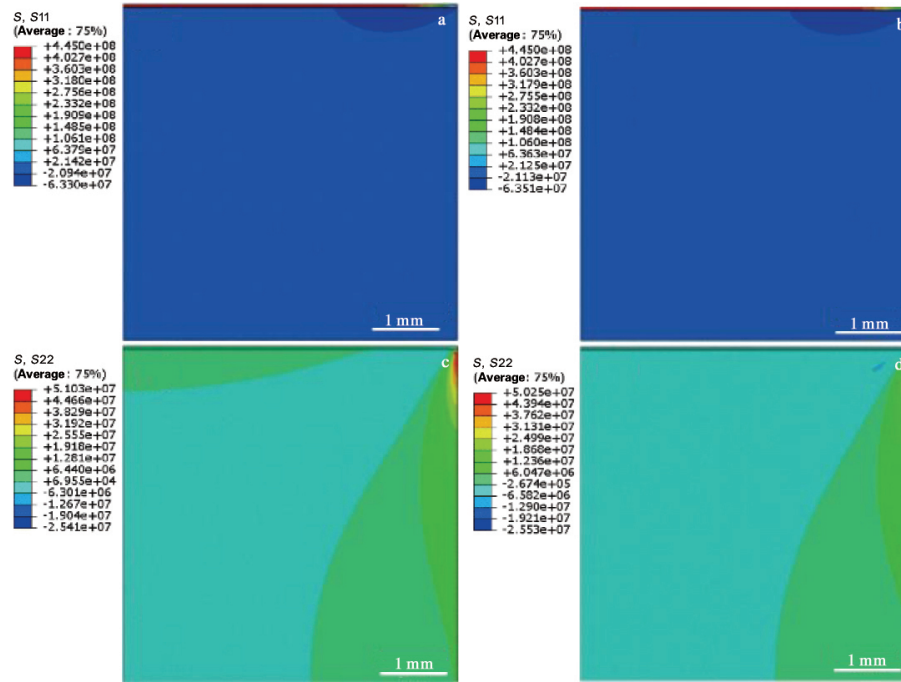 S, S11
(Average: 75%)
+4.450e+08
+4.027e+08
+3.603e+08
+3.180e+08
+2.756e+08
+2.332e+08
+1.909e+08
+1.485e+08
+1.061e+08
+6.379e+07
+2.142e+07
-2.094e+07
-6.330e+07
a
1 mm
S, S11
(Average: 75%)
+4.450e+08
+4.027e+08
+3.603e+08
+3.179e+08
+2.755e+08
+2.332e+08
+1.908e+08
+1.484e+08
+1.060e+08
+6.363e+07
+2.125e+07
-2.113e+07
-6.351e+07
b
1 mm
S, S22
(Average: 75%)
+5.103e+07
+4.466e+07
+3.829e+07
+3.192e+07
+2.555e+07
+1.918e+07
+1.281e+07
+6.440e+06
+6.955e+04
-6.301e+06
-1.267e+07
-1.904e+07
-2.541e+07
c
1 mm
S, S22
(Average: 75%)
+5.025e+07
+4.394e+07
+3.762e+07
+3.131e+07
+2.499e+07
+1.868e+07
+1.236e+07
+6.047e+06
-2.674e+05
-6.582e+06
-1.290e+07
-1.921e+07
-2.553e+07
d
1 mm